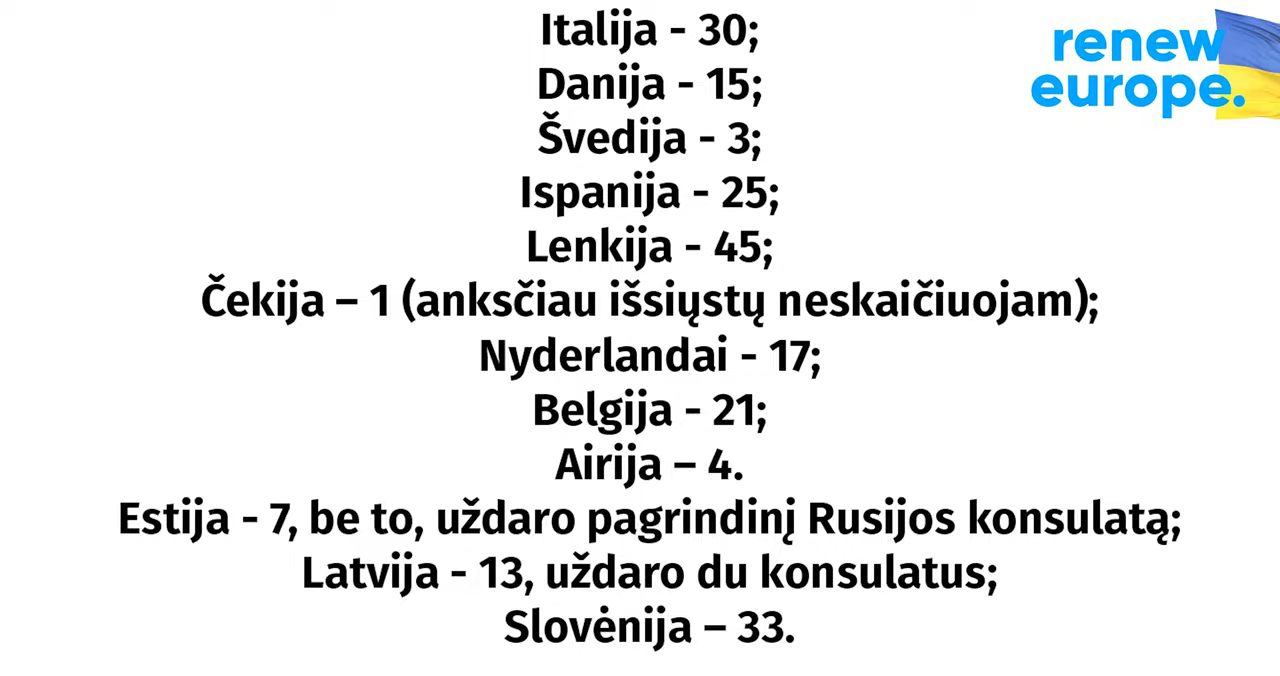 Italija - 30;
Danija - 15;
Švedija - 3;
Ispanija - 25;
Lenkija - 45;
Čekija – 1 (anksčiau išsiųstų neskaičiuojam);
Nyderlandai - 17;
Belgija - 21;
Airija – 4.
Estija - 7, be to, uždaro pagrindinį Rusijos konsulatą;
Latvija - 13, uždaro du konsulatus;
Slovėnija – 33.
renew
europe.